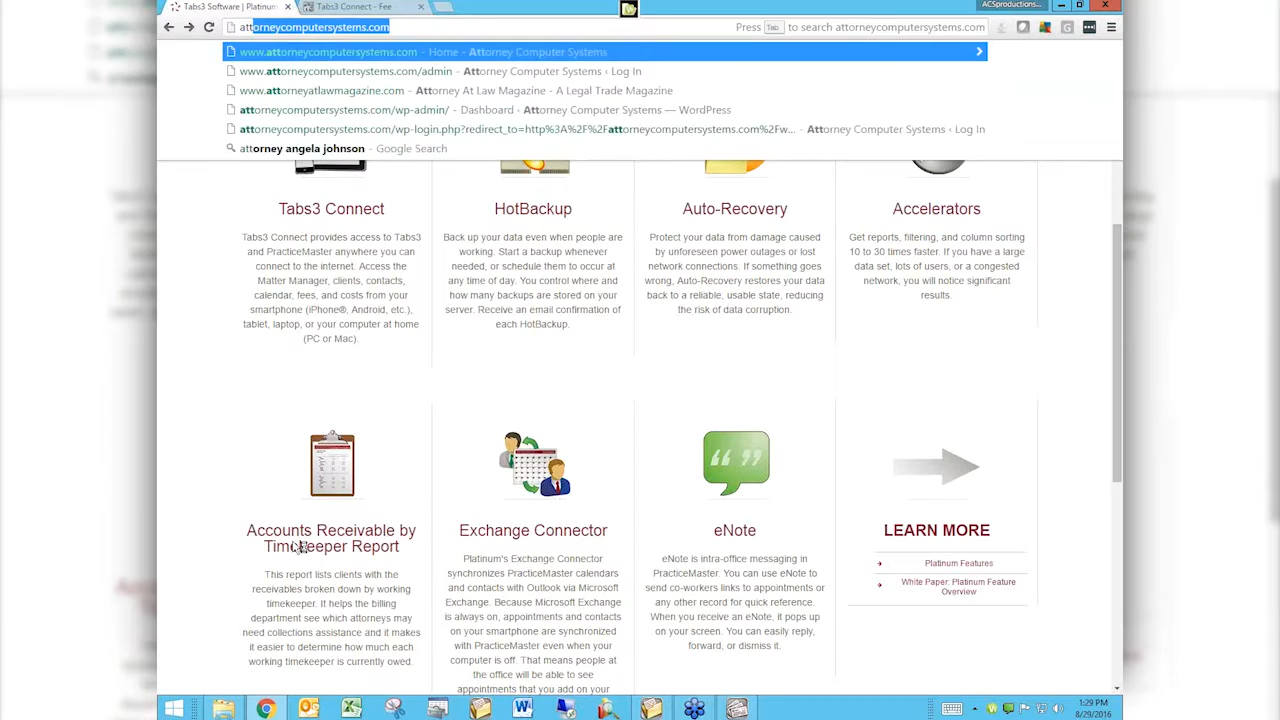 Tabs3 Software | Platinum
Tabs3 Connect - Fee
ACSproductions...
attorneycomputersystems.com
Press Tab to search attorneycomputersystems.com
www.attorneycomputersystems.com - Home - Attorney Computer Systems
www.attorneycomputersystems.com/admin - Attorney Computer Systems ‹ Log In
www.attorneyatlawmagazine.com - Attorney At Law Magazine - A Legal Trade Magazine
attorneycomputersystems.com/wp-admin/ - Dashboard ‹ Attorney Computer Systems — WordPress
attorneycomputersystems.com/wp-login.php?redirect_to=http%3A%2F%2Fattorneycomputersystems.com%2Fw... - Attorney Computer Systems ‹ Log In
attorney angela johnson - Google Search
Tabs3 Connect
Tabs3 Connect provides access to Tabs3
and PracticeMaster anywhere you can
connect to the internet. Access the
Matter Manager, clients, contacts,
calendar, fees, and costs from your
smartphone (iPhone®, Android, etc.),
tablet, laptop, or your computer at home
(PC or Mac).
HotBackup
Back up your data even when people are
working. Start a backup whenever
needed, or schedule them to occur at
any time of day. You control where and
how many backups are stored on your
server. Receive an email confirmation of
each HotBackup.
Auto-Recovery
Protect your data from damage caused
by unforeseen power outages or lost
network connections. If something goes
wrong, Auto-Recovery restores your data
back to a reliable, usable state, reducing
the risk of data corruption.
Accelerators
Get reports, filtering, and column sorting
10 to 30 times faster. If you have a large
data set, lots of users, or a congested
network, you will notice significant
results.
Accounts Receivable by
Timekeeper Report
This report lists clients with the
receivables broken down by working
timekeeper. It helps the billing
department see which attorneys may
need collections assistance and it makes
it easier to determine how much each
working timekeeper is currently owed.
Exchange Connector
Platinum's Exchange Connector
synchronizes PracticeMaster calendars
and contacts with Outlook via Microsoft
Exchange. Because Microsoft Exchange
is always on, appointments and contacts
on your smartphone are synchronized
with PracticeMaster even when your
computer is off. That means people at
the office will be able to see
appointments that you add on your
eNote
eNote is intra-office messaging in
PracticeMaster. You can use eNote to
send co-workers links to appointments or
any other record for quick reference.
When you receive an eNote, it pops up
on your screen. You can easily reply,
forward, or dismiss it.
LEARN MORE
Platinum Features
White Paper: Platinum Feature
Overview
1:29 PM
8/29/2016